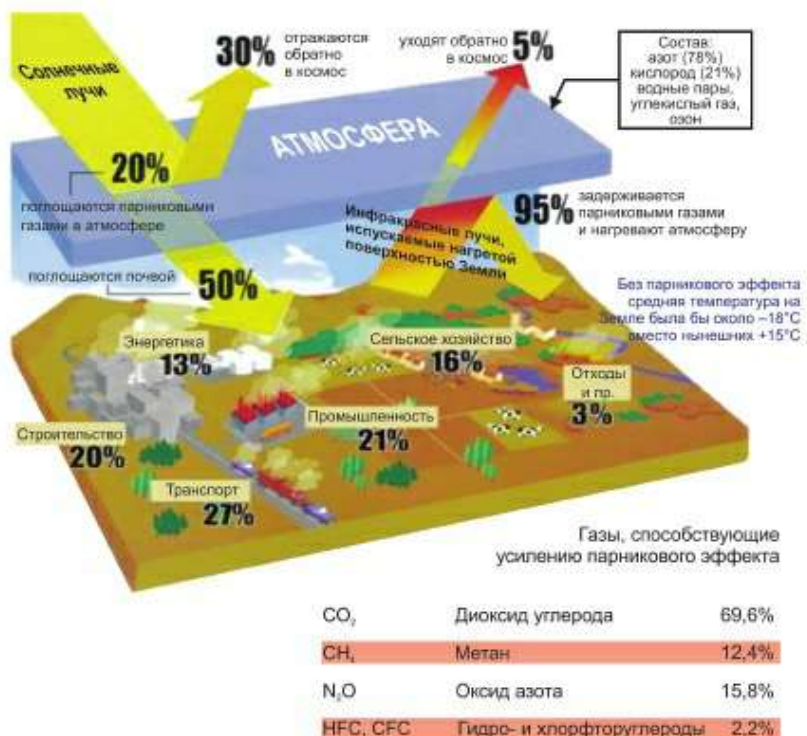 Солнечные
лучи
30% отражаются
обратно
в космос
уходят обратно
в космос 5%
Состав:
азот (78%)
кислород (21%)
водные пары,
углекислый газ,
озон
АТМОСФЕРА
20%
поглощаются парниковыми
газами в атмосфере
Инфракрасные лучи,
испускаемые нагретой
поверхностью Земли
95% задерживается
парниковыми газами
и нагревают атмосферу
поглощаются почвой 50%
Без парникового эффекта
средняя температура на
Земле была бы около –18°C
вместо нынешних +15°C
Энергетика
13%
Сельское хозяйство
16%
Отходы
и пр.
3%
Промышленность
21%
Строительство
20%
Транспорт
27%
Газы, способствующие
усилению парникового эффекта
CO₂ Диоксид углерода 69,6%
CH₄ Метан 12,4%
N₂O Оксид азота 15,8%
HFC, CFC Гидро- и хлорфторуглероды 2,2%